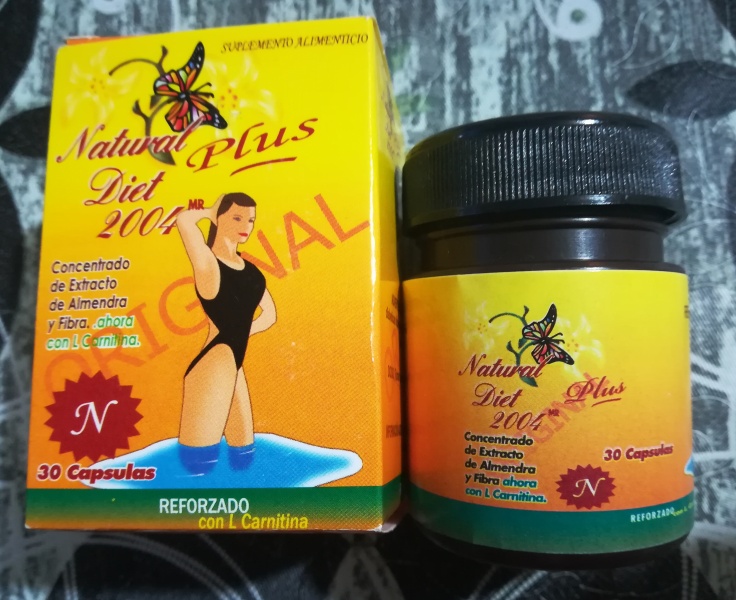 SUPLEMENTO ALIMENTICIO
Natural Plus
Diet
2004 MR
ORIGINAL
Concentrado
de Extracto
de Almendra
y Fibra. .ahora
con L Carnitina.
N
30 Capsulas
REFORZADO
con L Carnitina
Natural
Diet Plus
2004 MR
ORIGINAL
Concentrado
de Extracto
de Almendra
y Fibra ahora
con L Carnitina.
30 Capsulas
N
REFORZADO